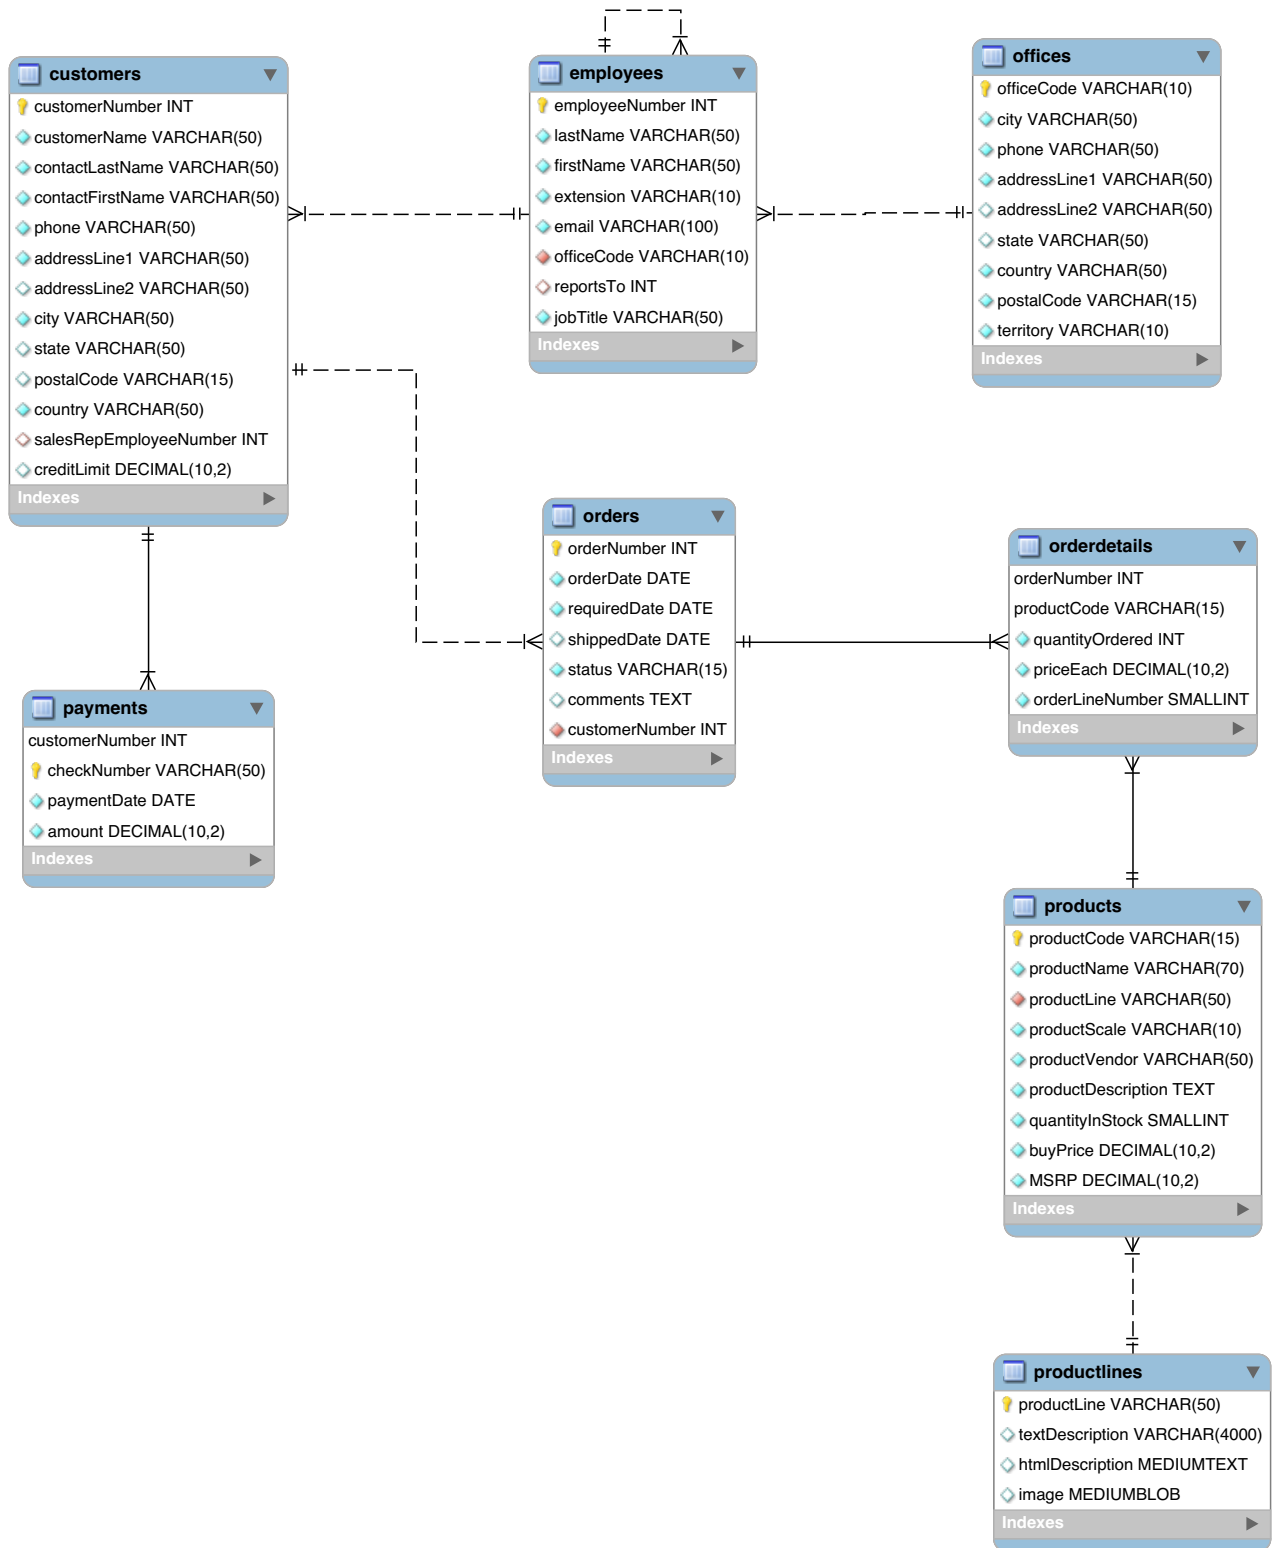 customers
customerNumber INT
customerName VARCHAR(50)
contactLastName VARCHAR(50)
contactFirstName VARCHAR(50)
phone VARCHAR(50)
addressLine1 VARCHAR(50)
addressLine2 VARCHAR(50)
city VARCHAR(50)
state VARCHAR(50)
postalCode VARCHAR(15)
country VARCHAR(50)
salesRepEmployeeNumber INT
creditLimit DECIMAL(10,2)
Indexes
employees
employeeNumber INT
lastName VARCHAR(50)
firstName VARCHAR(50)
extension VARCHAR(10)
email VARCHAR(100)
officeCode VARCHAR(10)
reportsTo INT
jobTitle VARCHAR(50)
Indexes
offices
officeCode VARCHAR(10)
city VARCHAR(50)
phone VARCHAR(50)
addressLine1 VARCHAR(50)
addressLine2 VARCHAR(50)
state VARCHAR(50)
country VARCHAR(50)
postalCode VARCHAR(15)
territory VARCHAR(10)
Indexes
orders
orderNumber INT
orderDate DATE
requiredDate DATE
shippedDate DATE
status VARCHAR(15)
comments TEXT
customerNumber INT
Indexes
orderdetails
orderNumber INT
productCode VARCHAR(15)
quantityOrdered INT
priceEach DECIMAL(10,2)
orderLineNumber SMALLINT
Indexes
payments
customerNumber INT
checkNumber VARCHAR(50)
paymentDate DATE
amount DECIMAL(10,2)
Indexes
products
productCode VARCHAR(15)
productName VARCHAR(70)
productLine VARCHAR(50)
productScale VARCHAR(10)
productVendor VARCHAR(50)
productDescription TEXT
quantityInStock SMALLINT
buyPrice DECIMAL(10,2)
MSRP DECIMAL(10,2)
Indexes
productlines
productLine VARCHAR(50)
textDescription VARCHAR(4000)
htmlDescription MEDIUMTEXT
image MEDIUMBLOB
Indexes